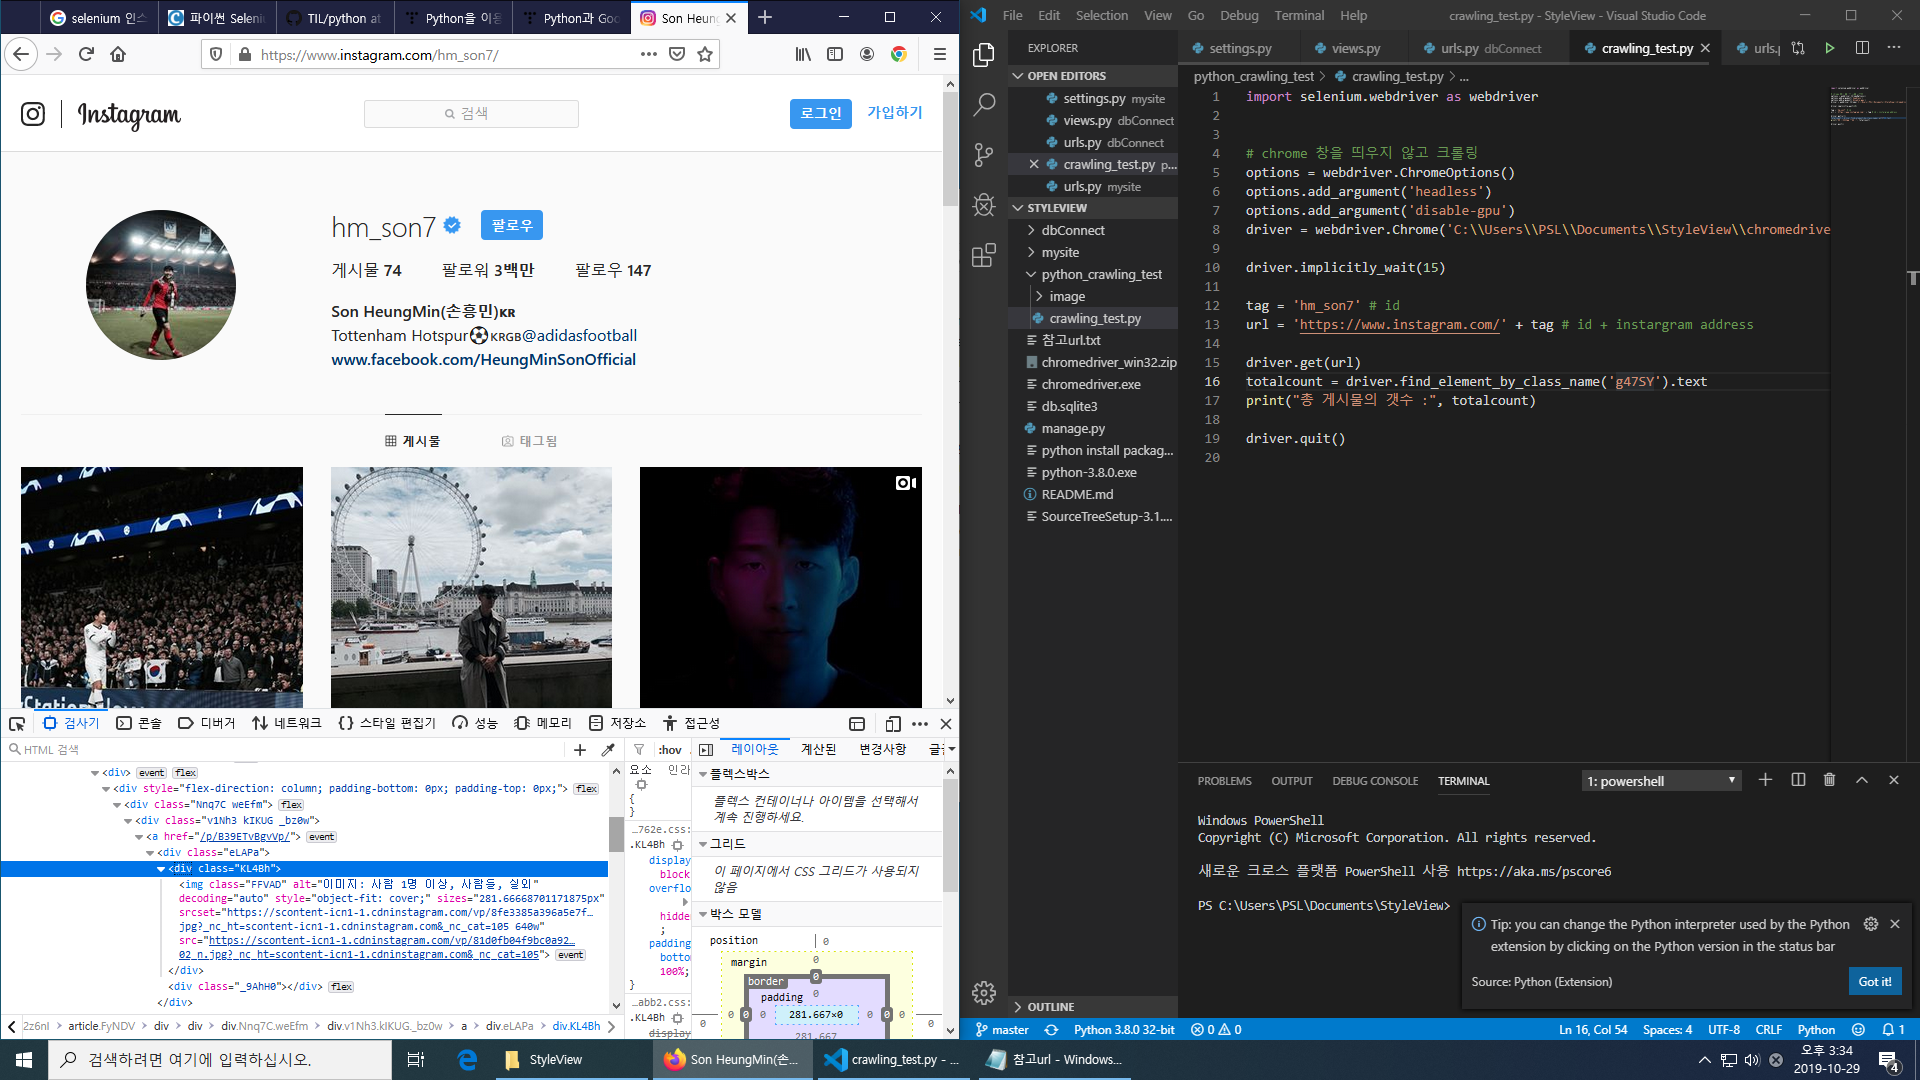 selenium 인스
파이썬 Seleni
TIL/python at
Python을 이용
Python과 Goo
Son Heung
https://www.instagram.com/hm_son7/
Instagram
검색
로그인
가입하기
hm_son7
팔로우
게시물 74
팔로워 3백만
팔로우 147
Son HeungMin(손흥민)KR
Tottenham Hotspur⚽KRGB@adidasfootball
www.facebook.com/HeungMinSonOfficial
게시물
태그됨
검사기
콘솔
디버거
네트워크
스타일 편집기
성능
메모리
저장소
접근성
HTML 검색
:hov
레이아웃
계산된
변경사항
<div> event flex
<div style="flex-direction: column; padding-bottom: 0px; padding-top: 0px;"> flex
<div class="Nnq7C weEfm"> flex
<div class="v1Nh3 kIKUG _bz0w">
<a href="/p/B39ETvBgvVp/"> event
<div class="eLAPa">
<div class="KL4Bh">
<img class="FFVAD" alt="이미지: 사람 1명 이상, 사람들, 실외"
decoding="auto" style="object-fit: cover;" sizes="281.66668701171875px"
srcset="https://scontent-icn1-1.cdninstagram.com/vp/8fe3385a396a5e7f…
jpg?_nc_ht=scontent-icn1-1.cdninstagram.com&_nc_cat=105 640w"
src="https://scontent-icn1-1.cdninstagram.com/vp/81d0fb04f9bc0a92…
02_n.jpg?_nc_ht=scontent-icn1-1.cdninstagram.com&_nc_cat=105"> event
</div>
<div class="_9AhH0"></div> flex
</div>
2z6nI > article.FyNDV > div > div > div.Nnq7C.weEfm > div.v1Nh3.kIKUG._bz0w > a > div.eLAPa > div.KL4Bh
요소
인라
{
}
…762e.css:
.KL4Bh
display
block
overflo
hidde
;
padding
botto
100%;
}
…abb2.css:
.KL4Bh
display
플렉스박스
플렉스 컨테이너나 아이템을 선택해서
계속 진행하세요.
그리드
이 페이지에서 CSS 그리드가 사용되지
않음
박스 모델
position 0
margin 0
border 0
padding 0
0 0 0 281.667×0 0 0 0
0
0
281.667
File Edit Selection View Go Debug Terminal Help
crawling_test.py - StyleView - Visual Studio Code
EXPLORER
OPEN EDITORS
settings.py mysite
views.py dbConnect
urls.py dbConnect
crawling_test.py p...
urls.py mysite
STYLEVIEW
dbConnect
mysite
python_crawling_test
image
crawling_test.py
참고url.txt
chromedriver_win32.zip
chromedriver.exe
db.sqlite3
manage.py
python install packag...
python-3.8.0.exe
README.md
SourceTreeSetup-3.1....
OUTLINE
settings.py
views.py
urls.py dbConnect
crawling_test.py
urls.p
python_crawling_test > crawling_test.py > ...
1 import selenium.webdriver as webdriver
2
3
4 # chrome 창을 띄우지 않고 크롤링
5 options = webdriver.ChromeOptions()
6 options.add_argument('headless')
7 options.add_argument('disable-gpu')
8 driver = webdriver.Chrome('C:\\Users\\PSL\\Documents\\StyleView\\chromedrive
9
10 driver.implicitly_wait(15)
11
12 tag = 'hm_son7' # id
13 url = 'https://www.instagram.com/' + tag # id + instargram address
14
15 driver.get(url)
16 totalcount = driver.find_element_by_class_name('g47SY').text
17 print("총 게시물의 갯수 :", totalcount)
18
19 driver.quit()
20
PROBLEMS
OUTPUT
DEBUG CONSOLE
TERMINAL
1: powershell
Windows PowerShell
Copyright (C) Microsoft Corporation. All rights reserved.
새로운 크로스 플랫폼 PowerShell 사용 https://aka.ms/pscore6
PS C:\Users\PSL\Documents\StyleView>
Tip: you can change the Python interpreter used by the Python
extension by clicking on the Python version in the status bar
Source: Python (Extension)
Got it!
master
Python 3.8.0 32-bit
0 0
Ln 16, Col 54
Spaces: 4
UTF-8
CRLF
Python
1
검색하려면 여기에 입력하십시오.
StyleView
Son HeungMin(손...
crawling_test.py - ...
참고url - Windows...
오후 3:34
2019-10-29
4